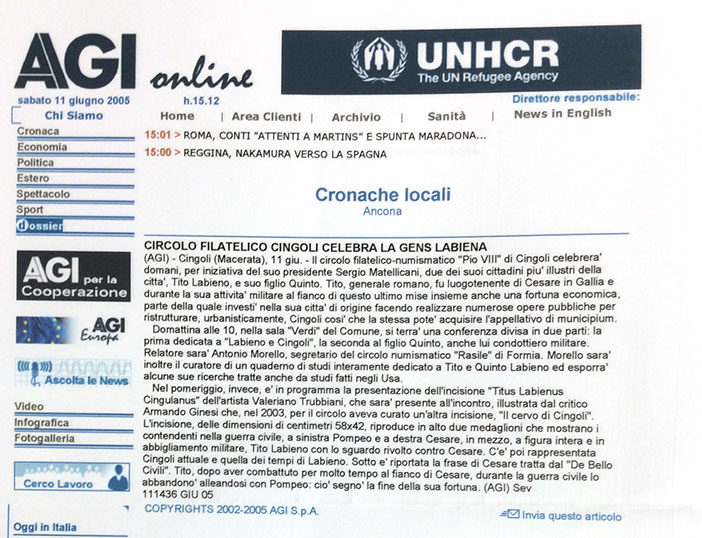 AGI online
UNHCR
The UN Refugee Agency
sabato 11 giugno 2005 h.15.12
Direttore responsabile:
Chi Siamo
Home | Area Clienti | Archivio | Sanità | News in English
Cronaca
Economia
Politica
Estero
Spettacolo
Sport
dossier
AGI per la
Cooperazione
AGI
Europa
Ascolta le News
Video
Infografica
Fotogalleria
Cerco Lavoro
Oggi in Italia
15:01 > ROMA, CONTI "ATTENTI A MARTINS" E SPUNTA MARADONA...
15:00 > REGGINA, NAKAMURA VERSO LA SPAGNA
Cronache locali
Ancona
CIRCOLO FILATELICO CINGOLI CELEBRA LA GENS LABIENA
(AGI) - Cingoli (Macerata), 11 giu. - Il circolo filatelico-numismatico "Pio VIII" di Cingoli celebrera'
domani, per iniziativa del suo presidente Sergio Matellicani, due dei suoi cittadini piu' illustri della
citta', Tito Labieno, e suo figlio Quinto. Tito, generale romano, fu luogotenente di Cesare in Gallia e
durante la sua attivita' militare al fianco di questo ultimo mise insieme anche una fortuna economica,
parte della quale investi' nella sua citta' di origine facendo realizzare numerose opere pubbliche per
ristrutturare, urbanisticamente, Cingoli cosi' che la stessa pote' acquisire l'appellativo di municipium.
Domattina alle 10, nella sala "Verdi" del Comune, si terra' una conferenza divisa in due parti: la
prima dedicata a "Labieno e Cingoli", la seconda al figlio Quinto, anche lui condottiero militare.
Relatore sara' Antonio Morello, segretario del circolo numismatico "Rasile" di Formia. Morello sara'
inoltre il curatore di un quaderno di studi interamente dedicato a Tito e Quinto Labieno ed esporra'
alcune sue ricerche tratte anche da studi fatti negli Usa.
Nel pomeriggio, invece, e' in programma la presentazione dell'incisione "Titus Labienus
Cingulanus" dell'artista Valeriano Trubbiani, che sara' presente all'incontro, illustrata dal critico
Armando Ginesi che, nel 2003, per il circolo aveva curato un'altra incisione, "Il cervo di Cingoli".
L'incisione, delle dimensioni di centimetri 58x42, riproduce in alto due medaglioni che mostrano i
contendenti nella guerra civile, a sinistra Pompeo e a destra Cesare, in mezzo, a figura intera e in
abbigliamento militare, Tito Labieno con lo sguardo rivolto contro Cesare. C'e' poi rappresentata
Cingoli attuale e quella dei tempi di Labieno. Sotto e' riportata la frase di Cesare tratta dal "De Bello
Civili". Tito, dopo aver combattuto per molto tempo al fianco di Cesare, durante la guerra civile lo
abbandono' alleandosi con Pompeo: cio' segno' la fine della sua fortuna. (AGI) Sev
111436 GIU 05
COPYRIGHTS 2002-2005 AGI S.p.A.
Invia questo articolo